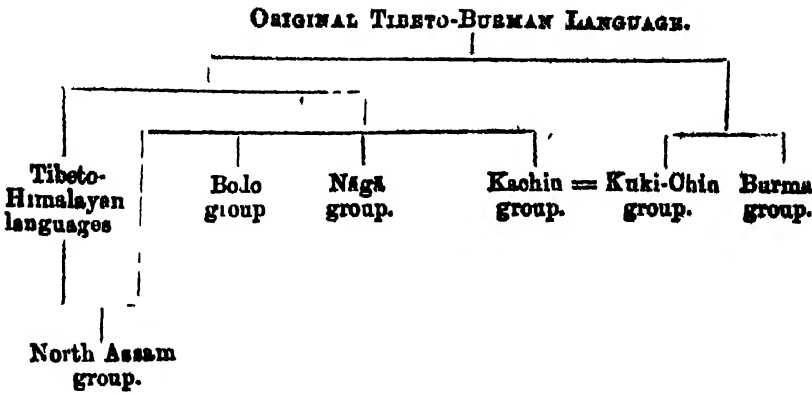 ORIGINAL TIBETO-BURMAN LANGUAGE.
Tibeto-
Himalayan
languages
Bodo
group
Nāgā
group.
Kachin
group.
=
Kuki-Chin
group.
Burma
group.
North Assam
group.